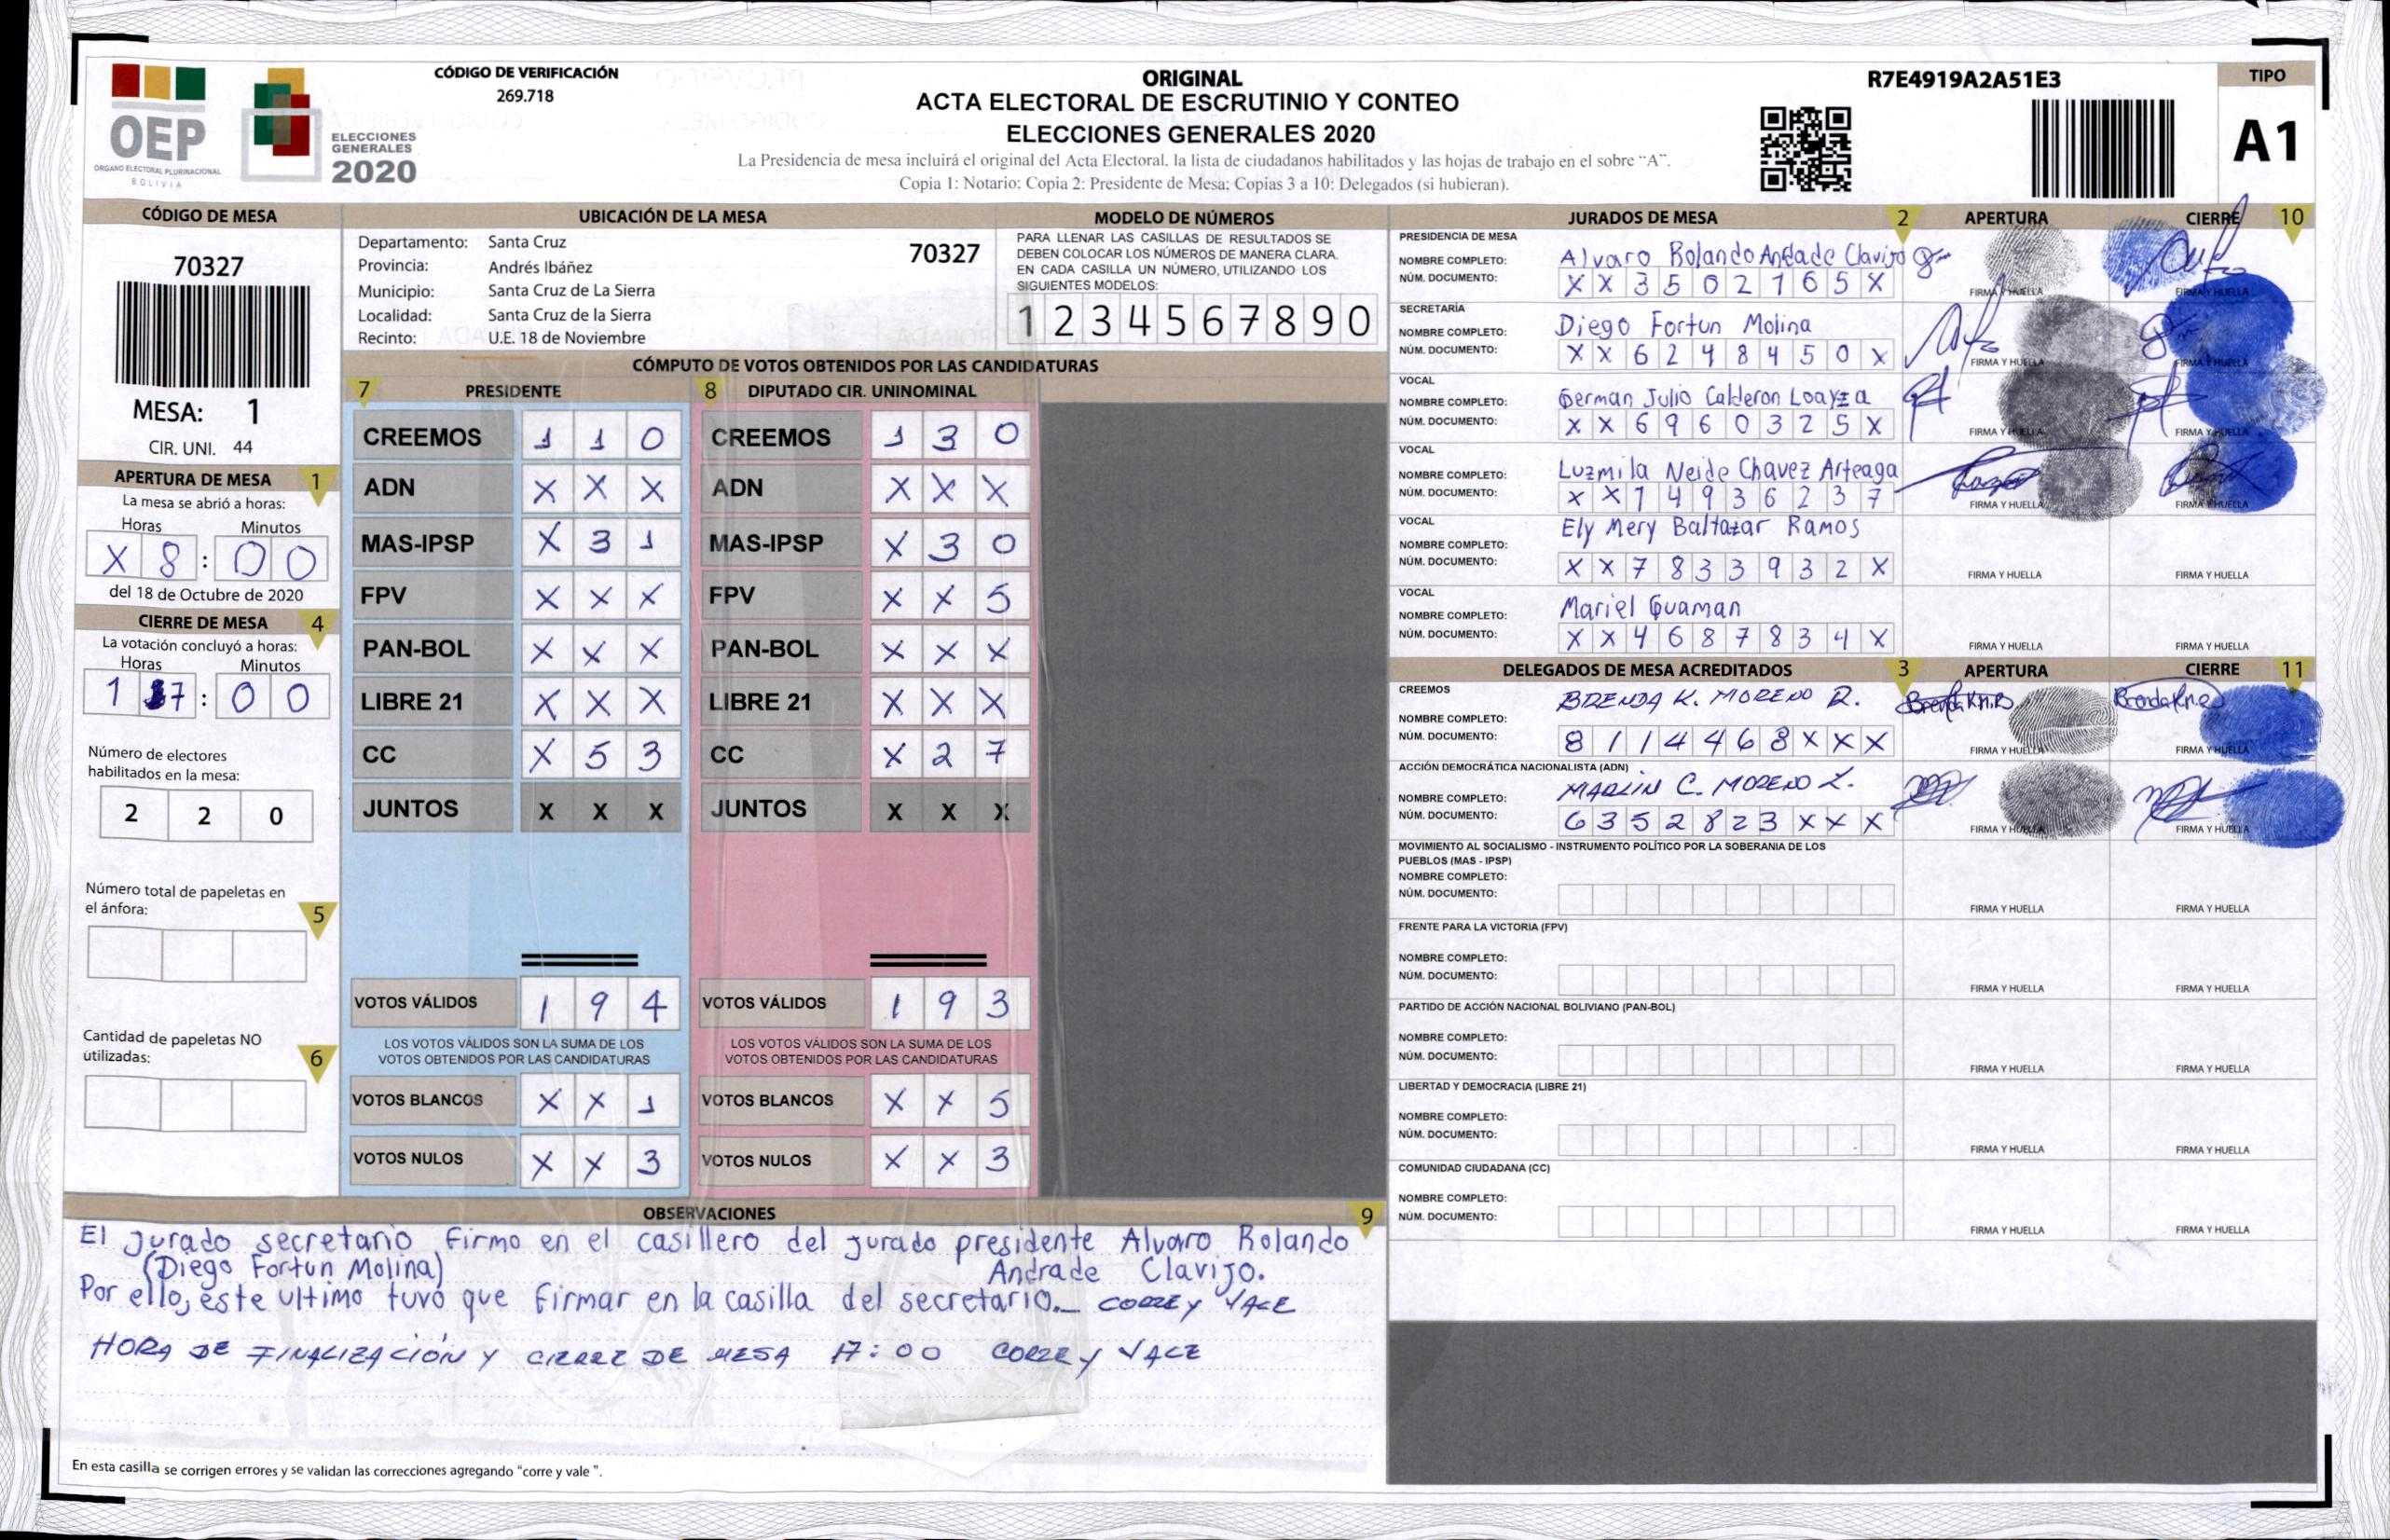 OEP
ORGANO ELECTORAL PLURINACIONAL
BOLIVIA
ELECCIONES
GENERALES
2020
CÓDIGO DE VERIFICACIÓN
269.718
ORIGINAL
ACTA ELECTORAL DE ESCRUTINIO Y CONTEO
ELECCIONES GENERALES 2020
La Presidencia de mesa incluirá el original del Acta Electoral, la lista de ciudadanos habilitados y las hojas de trabajo en el sobre "A".
Copia 1: Notario; Copia 2: Presidente de Mesa; Copias 3 a 10: Delegados (si hubieran).
R7E4919A2A51E3
TIPO
A1
CÓDIGO DE MESA
70327
MESA: 1
CIR. UNI. 44
APERTURA DE MESA 1
La mesa se abrió a horas:
Horas Minutos
X 8 : 0 0
del 18 de Octubre de 2020
CIERRE DE MESA 4
La votación concluyó a horas:
Horas Minutos
1 7 : 0 0
Número de electores
habilitados en la mesa:
2 2 0
Número total de papeletas en
el ánfora:
5
Cantidad de papeletas NO
utilizadas:
6
UBICACIÓN DE LA MESA
Departamento: Santa Cruz
70327
Provincia: Andrés Ibáñez
Municipio: Santa Cruz de La Sierra
Localidad: Santa Cruz de la Sierra
Recinto: U.E. 18 de Noviembre
MODELO DE NÚMEROS
PARA LLENAR LAS CASILLAS DE RESULTADOS SE
DEBEN COLOCAR LOS NÚMEROS DE MANERA CLARA.
EN CADA CASILLA UN NÚMERO, UTILIZANDO LOS
SIGUIENTES MODELOS:
1 2 3 4 5 6 7 8 9 0
CÓMPUTO DE VOTOS OBTENIDOS POR LAS CANDIDATURAS
7 PRESIDENTE
CREEMOS 1 1 0
ADN X X X
MAS-IPSP X 3 1
FPV X X X
PAN-BOL X X X
LIBRE 21 X X X
CC X 5 3
JUNTOS X X X
VOTOS VÁLIDOS 1 9 4
LOS VOTOS VÁLIDOS SON LA SUMA DE LOS
VOTOS OBTENIDOS POR LAS CANDIDATURAS
VOTOS BLANCOS X X 1
VOTOS NULOS X X 3
8 DIPUTADO CIR. UNINOMINAL
CREEMOS 1 3 0
ADN X X X
MAS-IPSP X 3 0
FPV X X 5
PAN-BOL X X X
LIBRE 21 X X X
CC X 2 7
JUNTOS X X X
VOTOS VÁLIDOS 1 9 3
LOS VOTOS VÁLIDOS SON LA SUMA DE LOS
VOTOS OBTENIDOS POR LAS CANDIDATURAS
VOTOS BLANCOS X X 5
VOTOS NULOS X X 3
OBSERVACIONES 9
El jurado secretario firmo en el casillero del jurado presidente Alvaro Rolando
(Diego Fortun Molina) Andrade Clavijo.
Por ello, este ultimo tuvo que firmar en la casilla del secretario. CORRE Y VALE
HORA DE FINALIZACIÓN Y CIERRE DE MESA 17:00 CORRE Y VALE
En esta casilla se corrigen errores y se validan las correcciones agregando "corre y vale ".
JURADOS DE MESA 2 APERTURA CIERRE 10
PRESIDENCIA DE MESA
NOMBRE COMPLETO: Alvaro Rolando Andade Clavijo
NÚM. DOCUMENTO: X X 3 5 0 2 1 6 5 X
FIRMA Y HUELLA FIRMA Y HUELLA
SECRETARÍA
NOMBRE COMPLETO: Diego Fortun Molina
NÚM. DOCUMENTO: X X 6 2 4 8 4 5 0 X
FIRMA Y HUELLA FIRMA Y HUELLA
VOCAL
NOMBRE COMPLETO: German Julio Calderon Loayza
NÚM. DOCUMENTO: X X 6 9 6 0 3 2 5 X
FIRMA Y HUELLA FIRMA Y HUELLA
VOCAL
NOMBRE COMPLETO: Luzmila Neide Chavez Arteaga
NÚM. DOCUMENTO: X X 1 4 9 3 6 2 3 7
FIRMA Y HUELLA FIRMA Y HUELLA
VOCAL
NOMBRE COMPLETO: Ely Mery Baltazar Ramos
NÚM. DOCUMENTO: X X 7 8 3 3 9 3 2 X
FIRMA Y HUELLA FIRMA Y HUELLA
VOCAL
NOMBRE COMPLETO: Mariel Guaman
NÚM. DOCUMENTO: X X 4 6 8 7 8 3 4 X
FIRMA Y HUELLA FIRMA Y HUELLA
DELEGADOS DE MESA ACREDITADOS 3 APERTURA CIERRE 11
CREEMOS
NOMBRE COMPLETO: BRENDA K. MORENO R.
NÚM. DOCUMENTO: 8 1 1 4 4 6 8 X X X
FIRMA Y HUELLA FIRMA Y HUELLA
ACCIÓN DEMOCRÁTICA NACIONALISTA (ADN)
NOMBRE COMPLETO: MARLIN C. MORENO L.
NÚM. DOCUMENTO: 6 3 5 2 8 2 3 X X X
FIRMA Y HUELLA FIRMA Y HUELLA
MOVIMIENTO AL SOCIALISMO - INSTRUMENTO POLÍTICO POR LA SOBERANIA DE LOS
PUEBLOS (MAS - IPSP)
NOMBRE COMPLETO:
NÚM. DOCUMENTO:
FIRMA Y HUELLA FIRMA Y HUELLA
FRENTE PARA LA VICTORIA (FPV)
NOMBRE COMPLETO:
NÚM. DOCUMENTO:
FIRMA Y HUELLA FIRMA Y HUELLA
PARTIDO DE ACCIÓN NACIONAL BOLIVIANO (PAN-BOL)
NOMBRE COMPLETO:
NÚM. DOCUMENTO:
FIRMA Y HUELLA FIRMA Y HUELLA
LIBERTAD Y DEMOCRACIA (LIBRE 21)
NOMBRE COMPLETO:
NÚM. DOCUMENTO:
FIRMA Y HUELLA FIRMA Y HUELLA
COMUNIDAD CIUDADANA (CC)
NOMBRE COMPLETO:
NÚM. DOCUMENTO:
FIRMA Y HUELLA FIRMA Y HUELLA